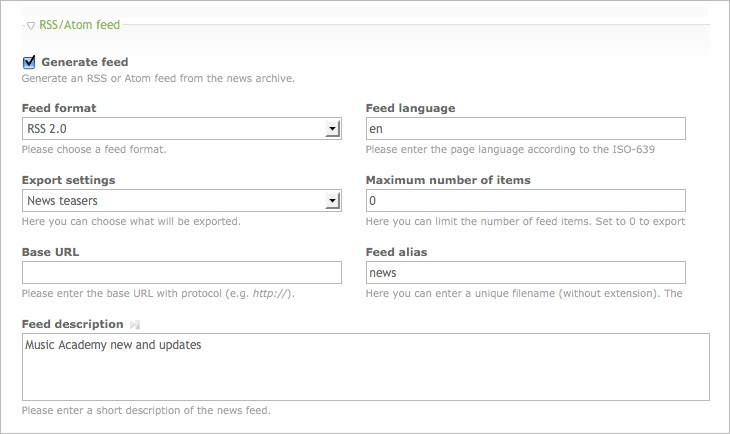 RSS/Atom feed
Generate feed
Generate an RSS or Atom feed from the news archive.
Feed format
Feed language
RSS 2.0
en
Please choose a feed format.
Please enter the page language according to the ISO-639
Export settings
Maximum number of items
News teasers
0
Here you can choose what will be exported.
Here you can limit the number of feed items. Set to 0 to export
Base URL
Feed alias
news
Please enter the base URL with protocol (e.g. http://).
Here you can enter a unique filename (without extension). The
Feed description
Music Academy new and updates
Please enter a short description of the news feed.